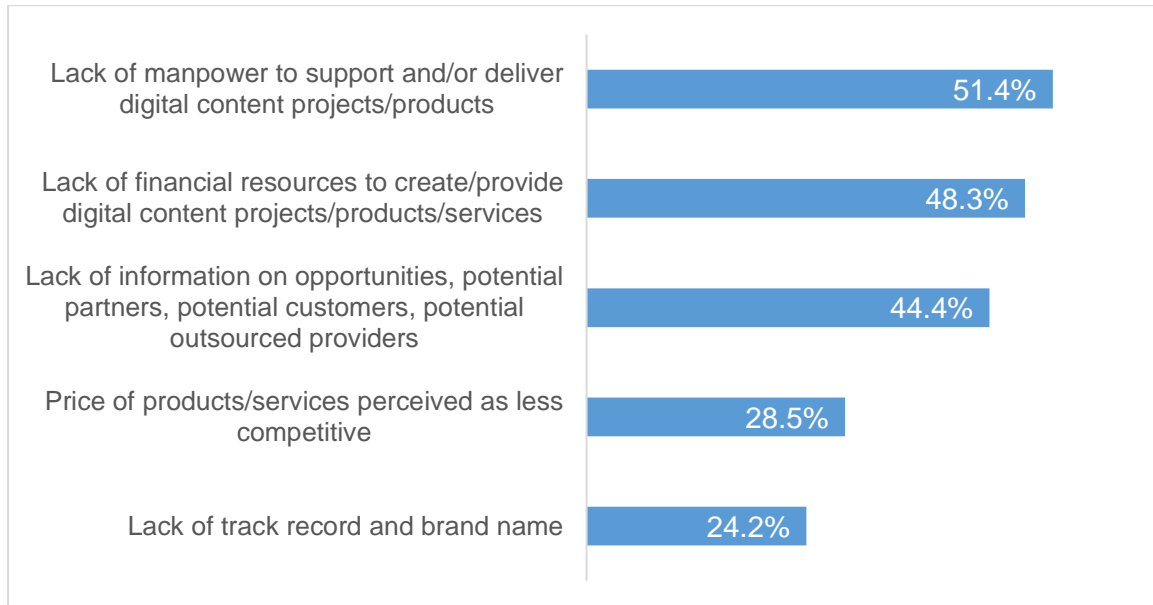 Lack of manpower to support and/or deliver
digital content projects/products
51.4%
Lack of financial resources to create/provide
digital content projects/products/services
48.3%
Lack of information on opportunities, potential
partners, potential customers, potential
outsourced providers
44.4%
Price of products/services perceived as less
competitive
28.5%
Lack of track record and brand name
24.2%